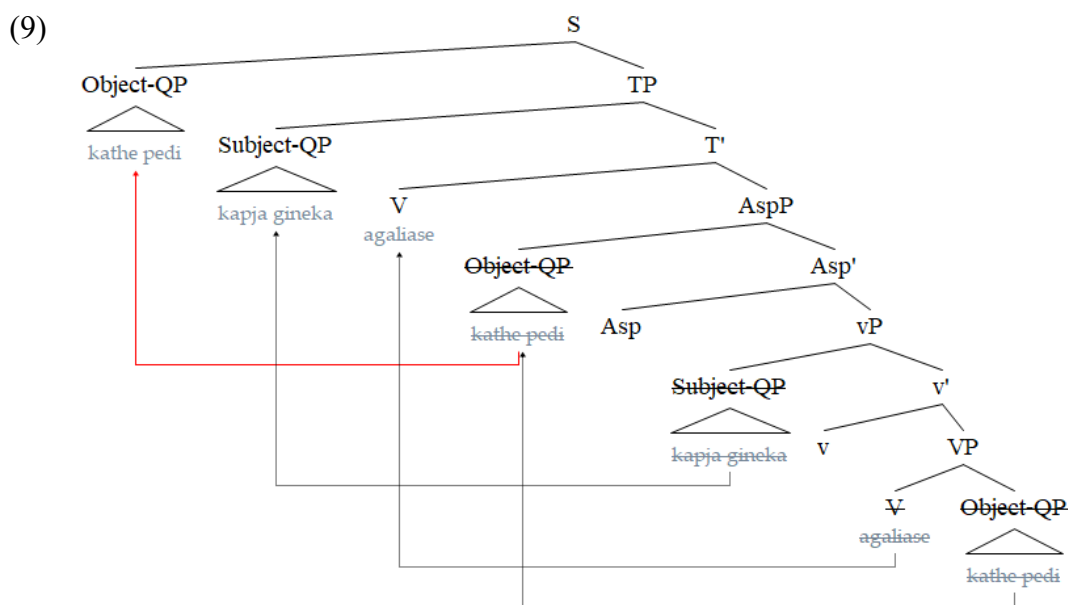 (9)
S
Object-QP TP
kathe pedi Subject-QP T'
kapja gineka V AspP
agaliase Object-QP Asp'
kathe pedi Asp vP
Subject-QP v'
kapja gineka v VP
V Object-QP
agaliase kathe pedi